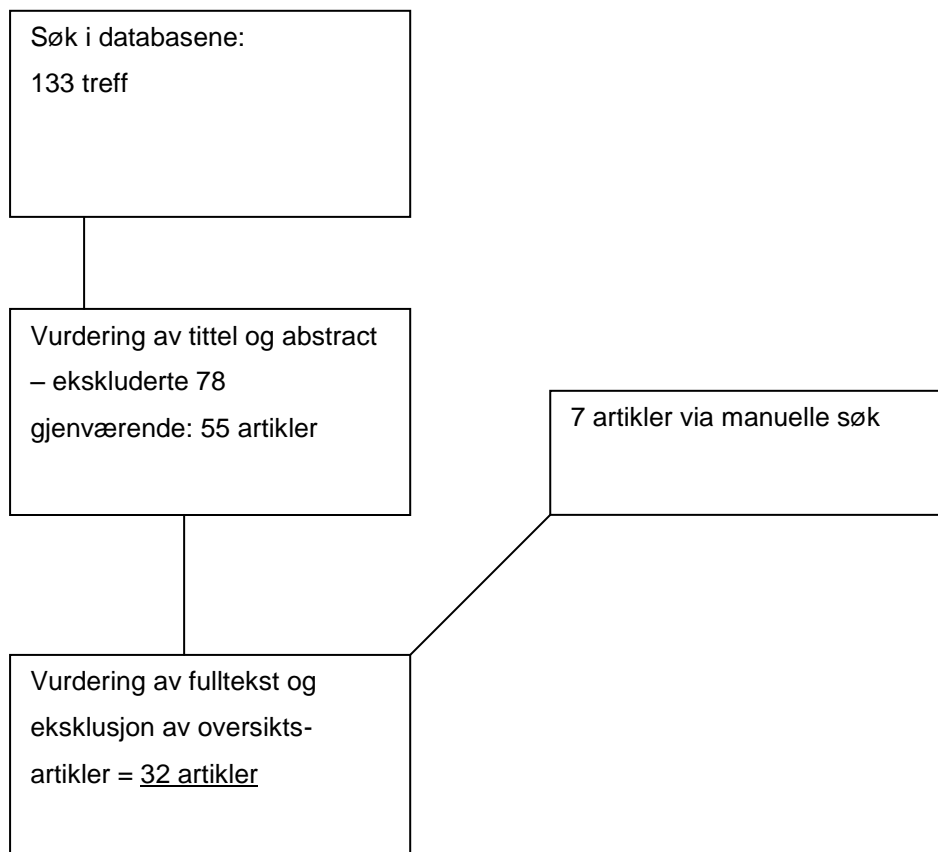 Søk i databasene:
133 treff
Vurdering av tittel og abstract
– ekskluderte 78
gjenværende: 55 artikler
7 artikler via manuelle søk
Vurdering av fulltekst og
eksklusjon av oversikts-
artikler = 32 artikler